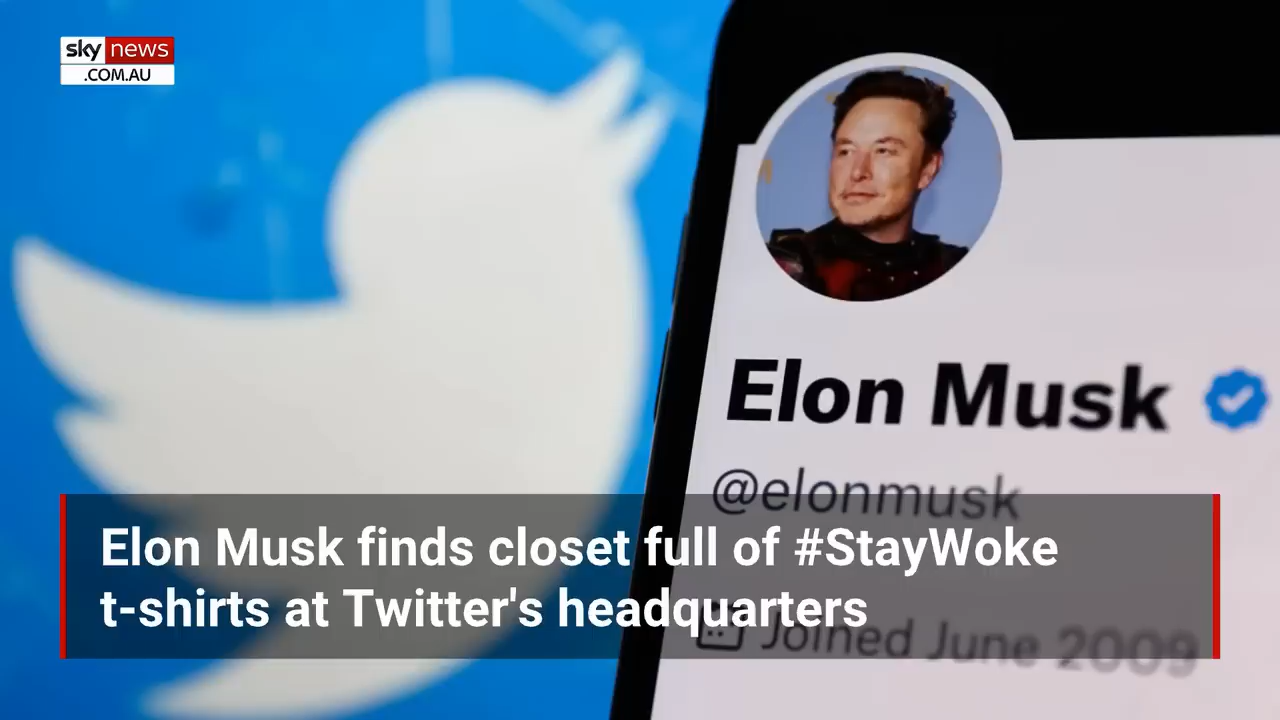 sky news
.COM.AU
Elon Musk
@elonmusk
Elon Musk finds closet full of #StayWoke
t-shirts at Twitter's headquarters
Joined June 2009